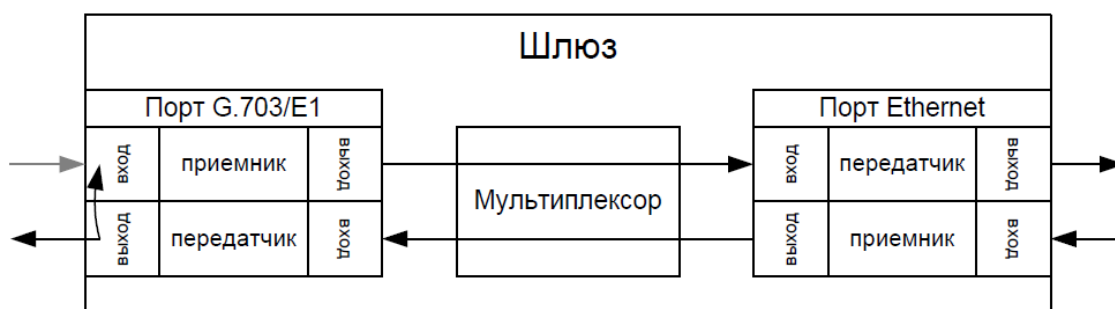 Шлюз
Порт G.703/E1
Порт Ethernet
вход
приемник
выход
Мультиплексор
вход
передатчик
выход
выход
передатчик
вход
выход
приемник
вход